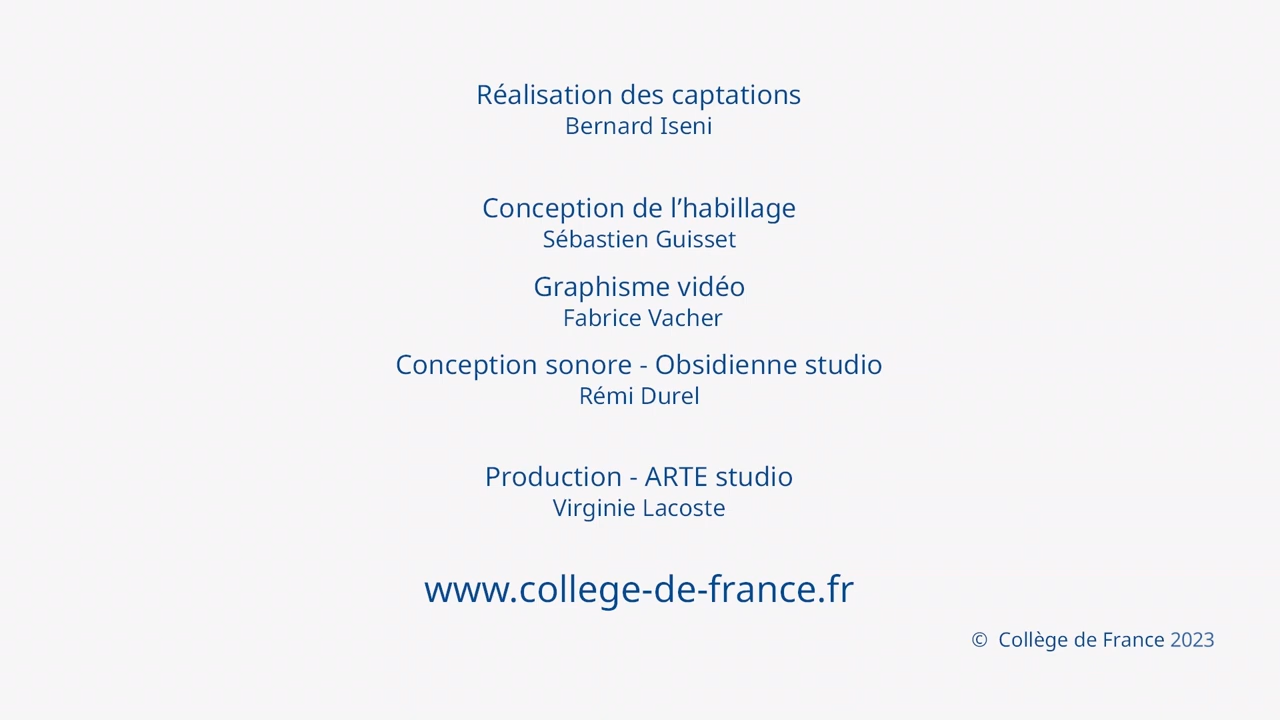 Réalisation des captations
Bernard Iseni
Conception de l’habillage
Sébastien Guisset
Graphisme vidéo
Fabrice Vacher
Conception sonore - Obsidienne studio
Rémi Durel
Production - ARTE studio
Virginie Lacoste
www.college-de-france.fr
© Collège de France 2023